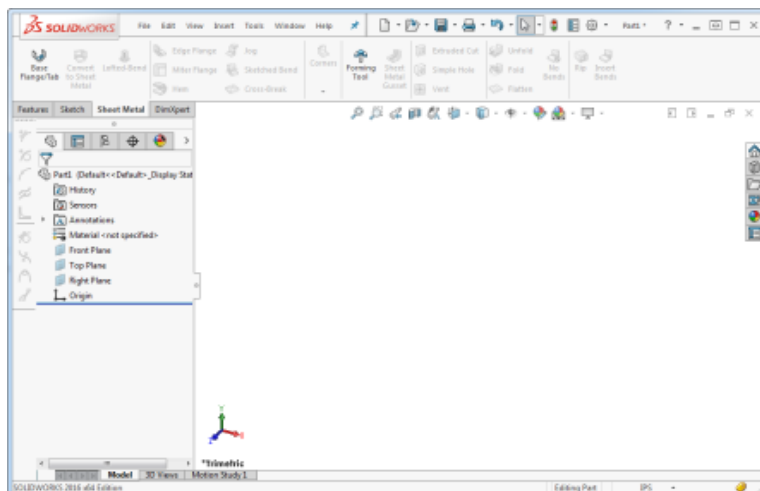 SOLIDWORKS File Edit View Insert Tools Window Help Part1 * ?
Base Flange/Tab
Convert to Sheet Metal
Lofted-Bend
Edge Flange
Miter Flange
Hem
Jog
Sketched Bend
Cross-Break
Corners
Forming Tool
Sheet Metal Gusset
Extruded Cut
Simple Hole
Vent
Unfold
Fold
Flatten
No Bends
Rip
Insert Bends
Features Sketch Sheet Metal DimXpert
Part1 (Default<<Default>_Display Stat
History
Sensors
Annotations
Material <not specified>
Front Plane
Top Plane
Right Plane
Origin
*Trimetric
Model 3D Views Motion Study 1
SOLIDWORKS 2016 x64 Edition Editing Part IPS